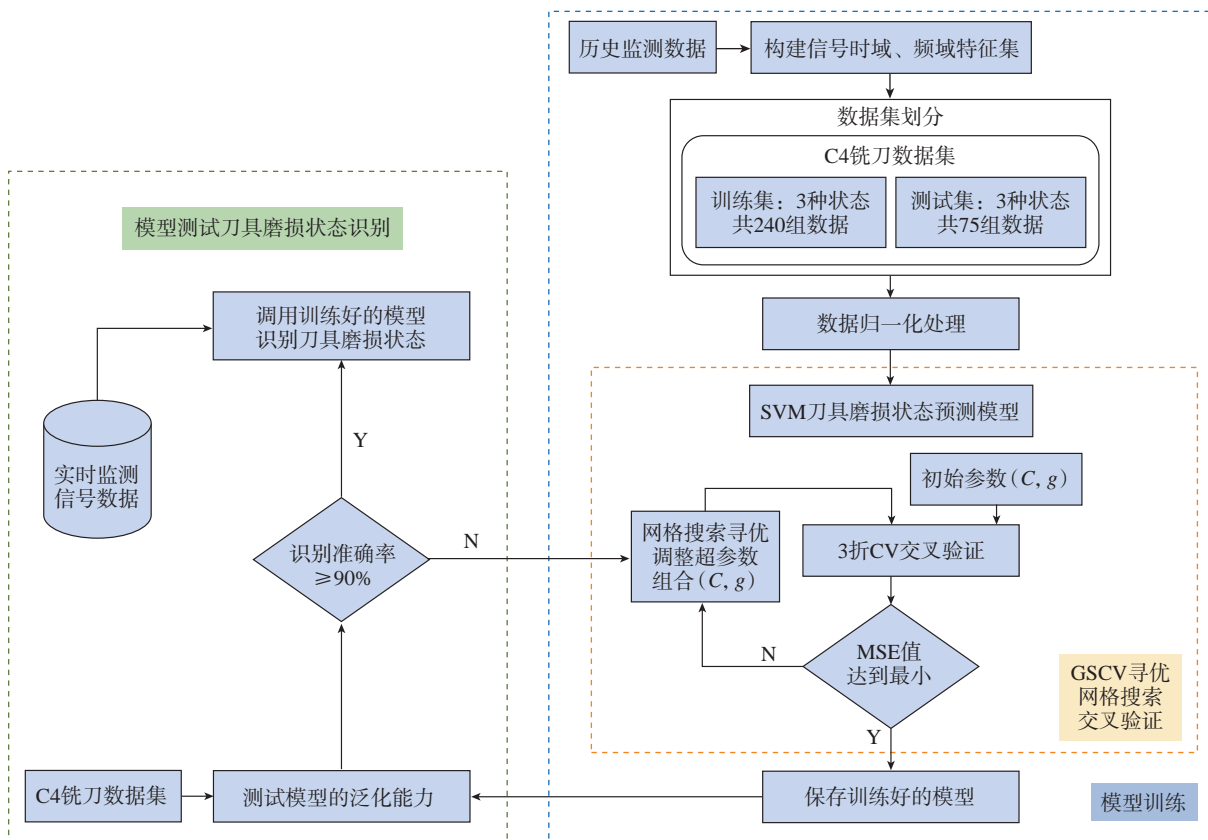 历史监测数据
构建信号时域、频域特征集
数据集划分
C4铣刀数据集
训练集：3种状态
共240组数据
测试集：3种状态
共75组数据
数据归一化处理
SVM刀具磨损状态预测模型
初始参数(C, g)
网格搜索寻优
调整超参数
组合(C, g)
3折CV交叉验证
MSE值
达到最小
N
Y
GSCV寻优
网格搜索
交叉验证
保存训练好的模型
模型训练
模型测试刀具磨损状态识别
调用训练好的模型
识别刀具磨损状态
实时监测
信号数据
Y
识别准确率
≥90%
N
C4铣刀数据集
测试模型的泛化能力